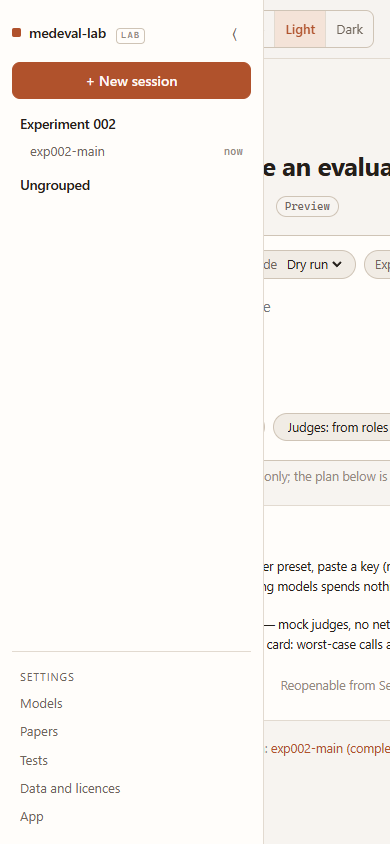 medeval-lab LAB
Light Dark
+ New session
Experiment 002
exp002-main now
Ungrouped
e an evalua
Preview
de Dry run
Exp
e
Judges: from roles
only; the plan below is
er preset, paste a key (r
ng models spends noth
— mock judges, no net
card: worst-case calls a
Reopenable from Se
: exp002-main (comple
SETTINGS
Models
Papers
Tests
Data and licences
App